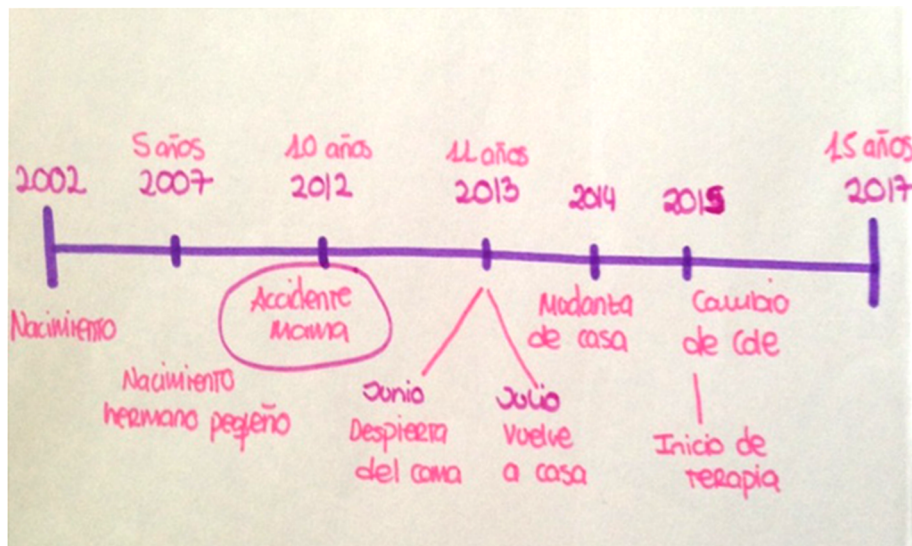 5 años
10 años
11 años
15 años
2002
2007
2012
2013
2014
2015
2017
Nacimiento
Nacimiento
hermano pequeño
Accidente
mama
Junio
Despierta
del coma
Julio
Vuelve
a casa
Mudanza
de casa
Cambio
de cole
Inicio de
terapia